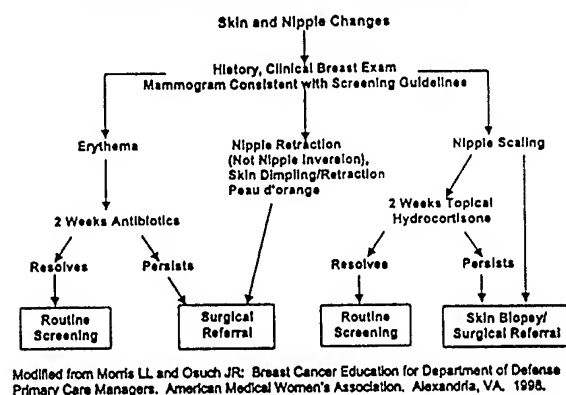 Skin and Nipple Changes
History, Clinical Breast Exam
Mammogram Consistent with Screening Guidelines
Erythema
Nipple Retraction
(Not Nipple Inversion),
Skin Dimpling/Retraction
Peau d'orange
Nipple Scaling
2 Weeks Antibiotics
2 Weeks Topical
Hydrocortisone
Resolves
Persists
Resolves
Persists
Routine
Screening
Surgical
Referral
Routine
Screening
Skin Biopsy/
Surgical Referral
Modified from Morris LL and Osuch JR: Breast Cancer Education for Department of Defense
Primary Care Managers. American Medical Women's Association. Alexandria, VA. 1998.